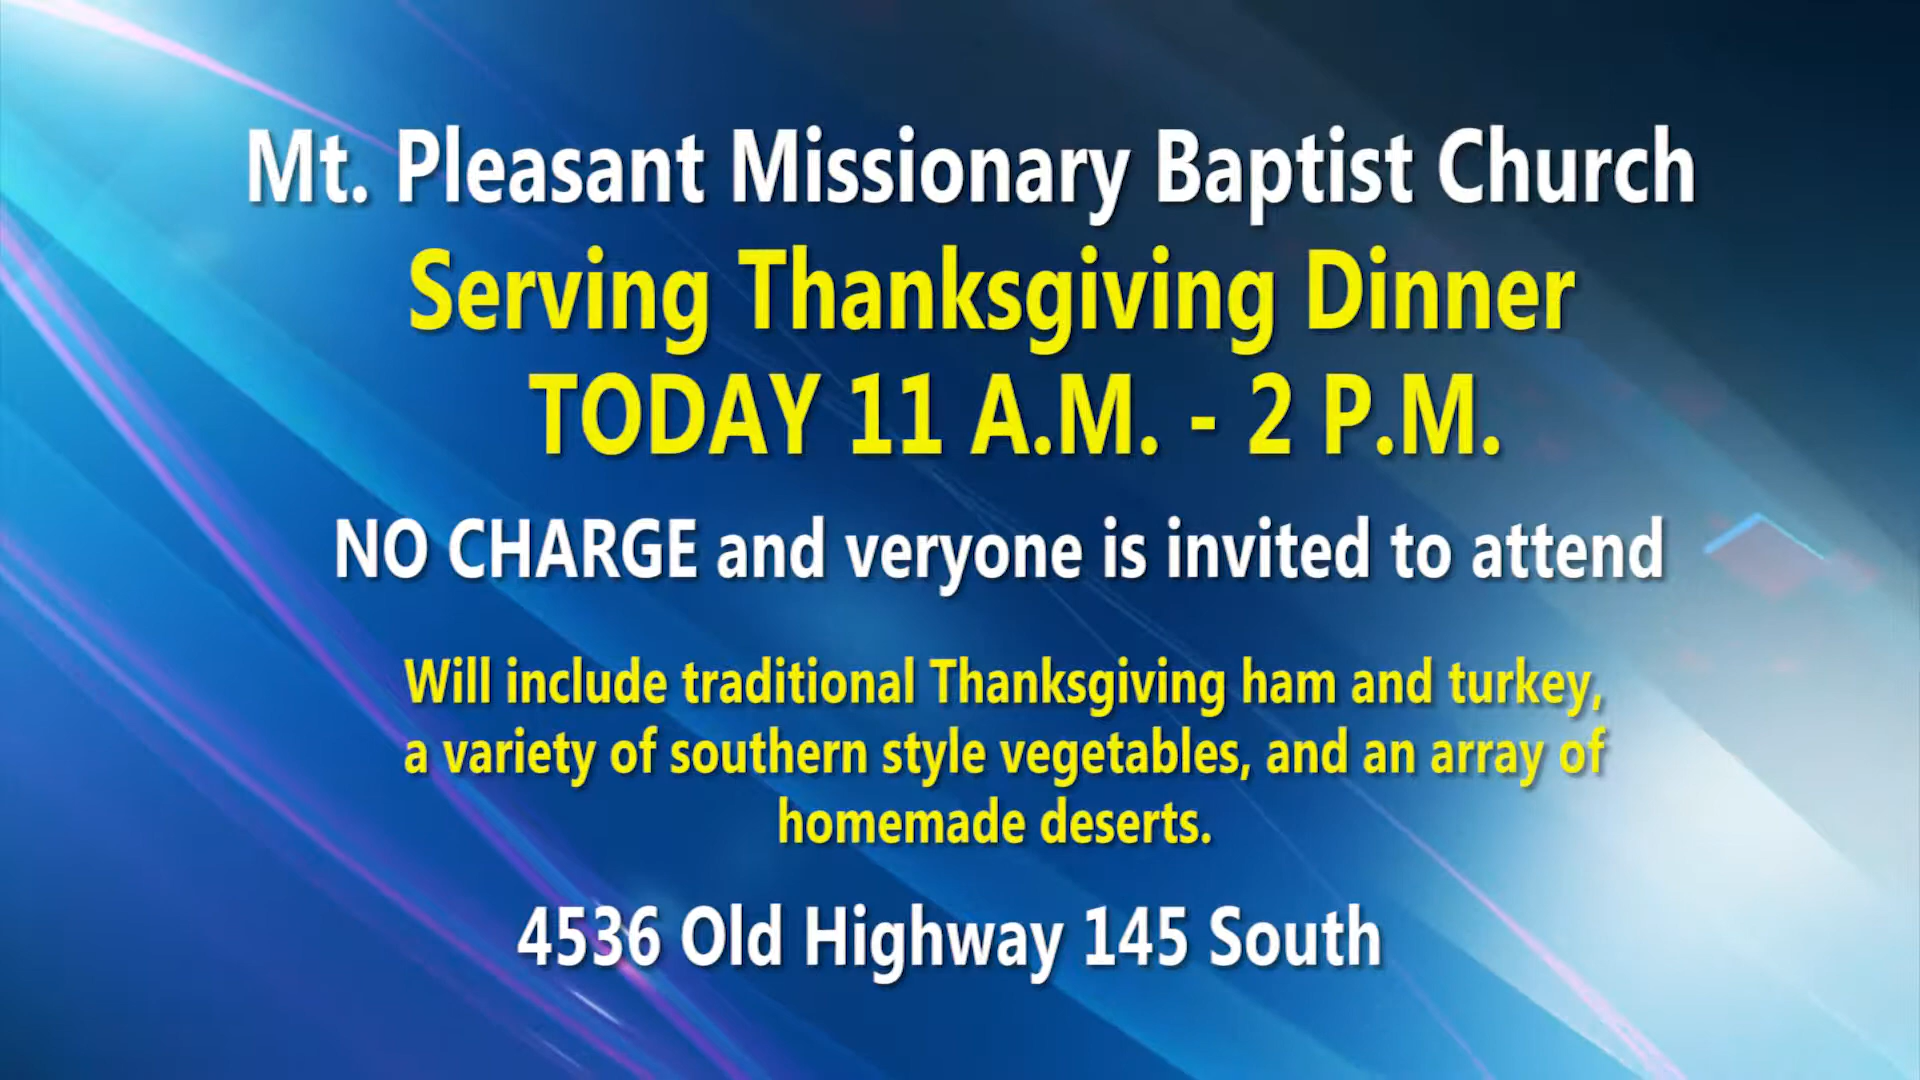 Mt. Pleasant Missionary Baptist Church
Serving Thanksgiving Dinner
TODAY 11 A.M. - 2 P.M.
NO CHARGE and veryone is invited to attend
Will include traditional Thanksgiving ham and turkey,
a variety of southern style vegetables, and an array of
homemade deserts.
4536 Old Highway 145 South